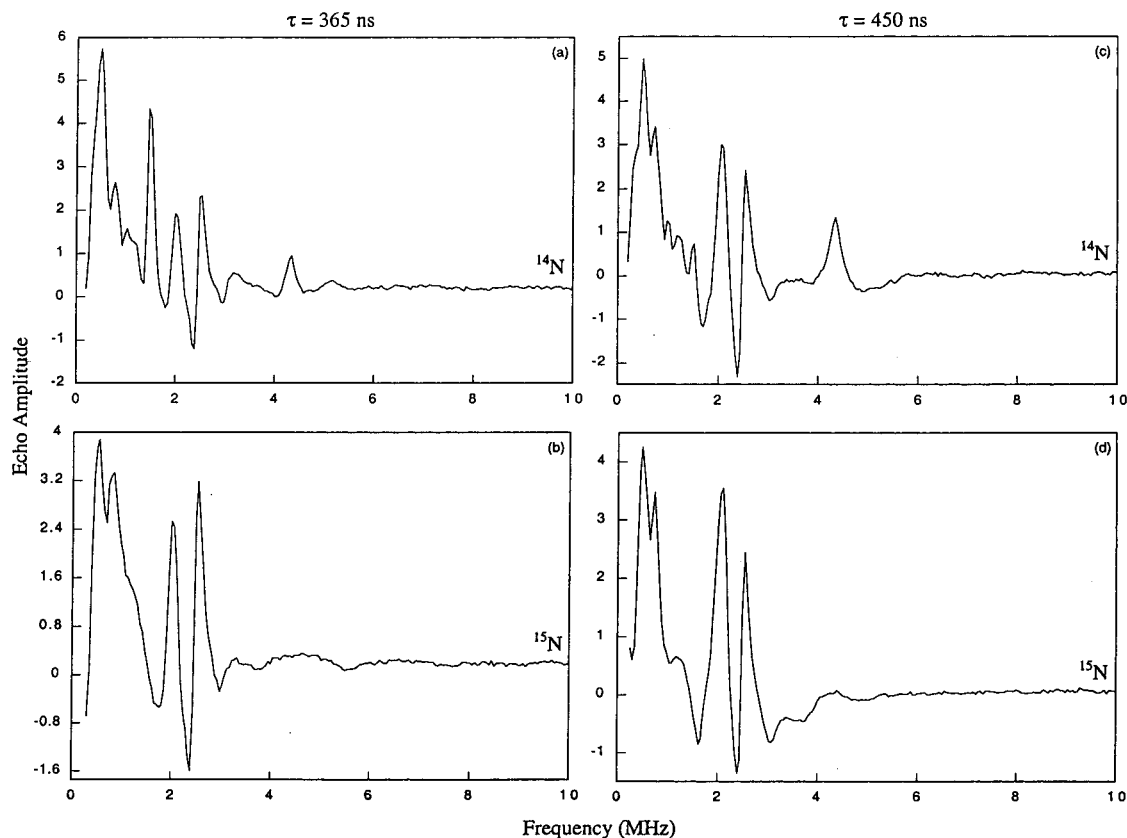 τ = 365 ns
τ = 450 ns
Echo Amplitude
(a)
6
5
4
3
2
1
0
-1
-2
0 2 4 6 8 10
¹⁴N
(c)
5
4
3
2
1
0
-1
-2
0 2 4 6 8 10
¹⁴N
(b)
4
3.2
2.4
1.6
0.8
0
-0.8
-1.6
0 2 4 6 8 10
¹⁵N
(d)
4
3
2
1
0
-1
0 2 4 6 8 10
¹⁵N
Frequency (MHz)